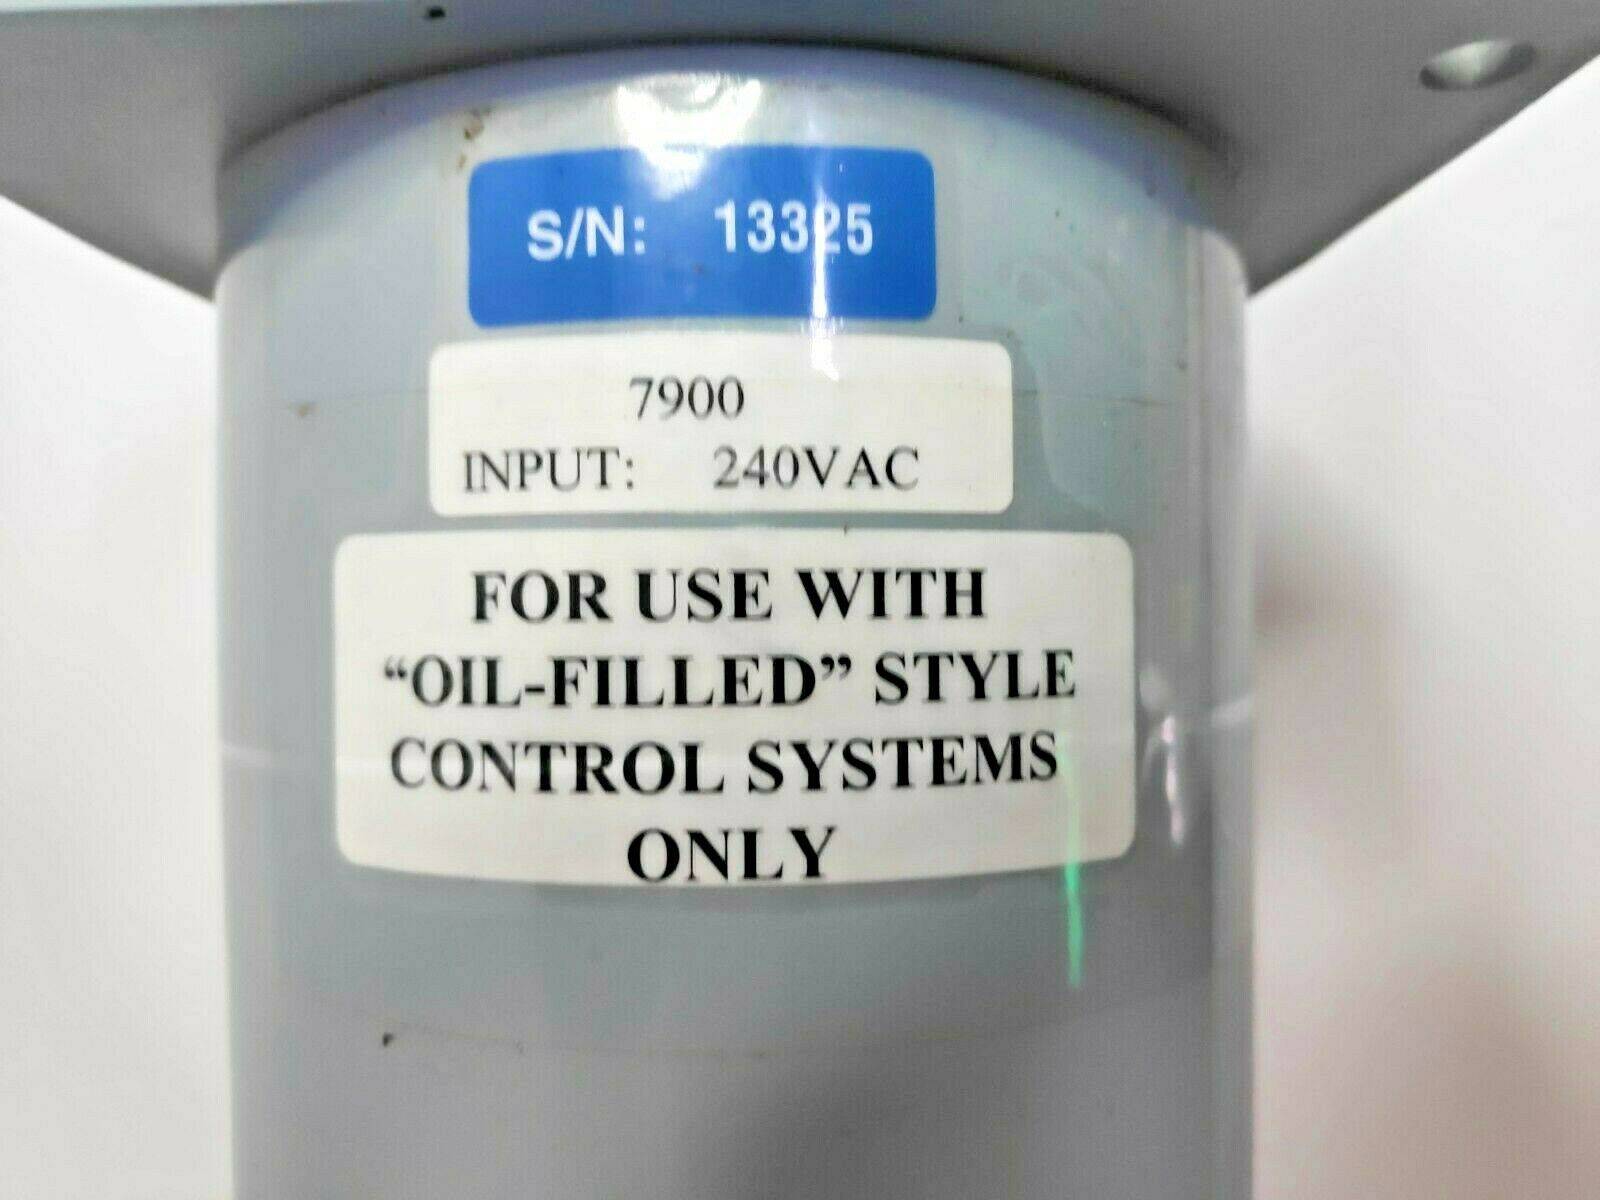 S/N: 13325
7900
INPUT: 240VAC
FOR USE WITH
“OIL-FILLED” STYLE
CONTROL SYSTEMS
ONLY